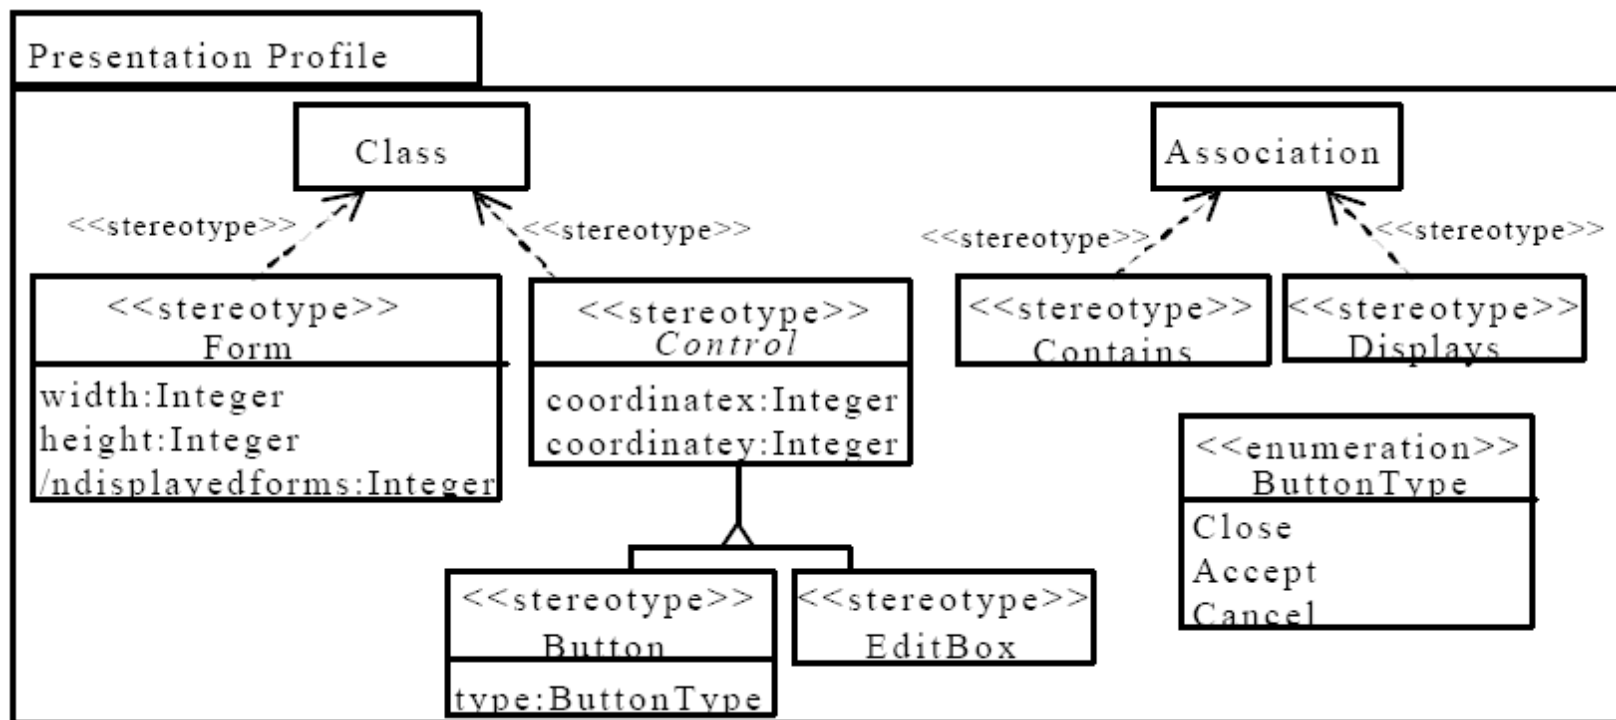 Presentation Profile
Class
Association
<<stereotype>>
<<stereotype>>
<<stereotype>>
<<stereotype>>
<<stereotype>>
Form
width:Integer
height:Integer
/ndisplayedforms:Integer
<<stereotype>>
Control
coordinatex:Integer
coordinatey:Integer
<<stereotype>>
Contains
<<stereotype>>
Displays
<<enumeration>>
ButtonType
Close
Accept
Cancel
<<stereotype>>
Button
type:ButtonType
<<stereotype>>
EditBox